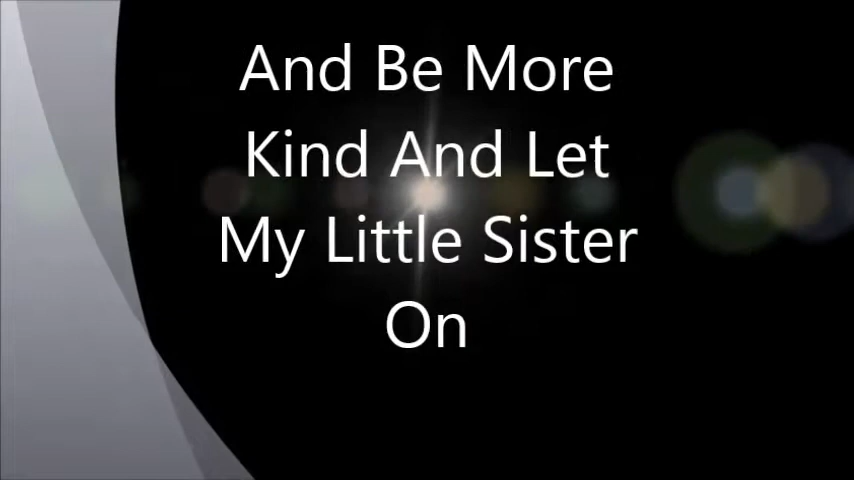 And Be More
Kind And Let
My Little Sister
On